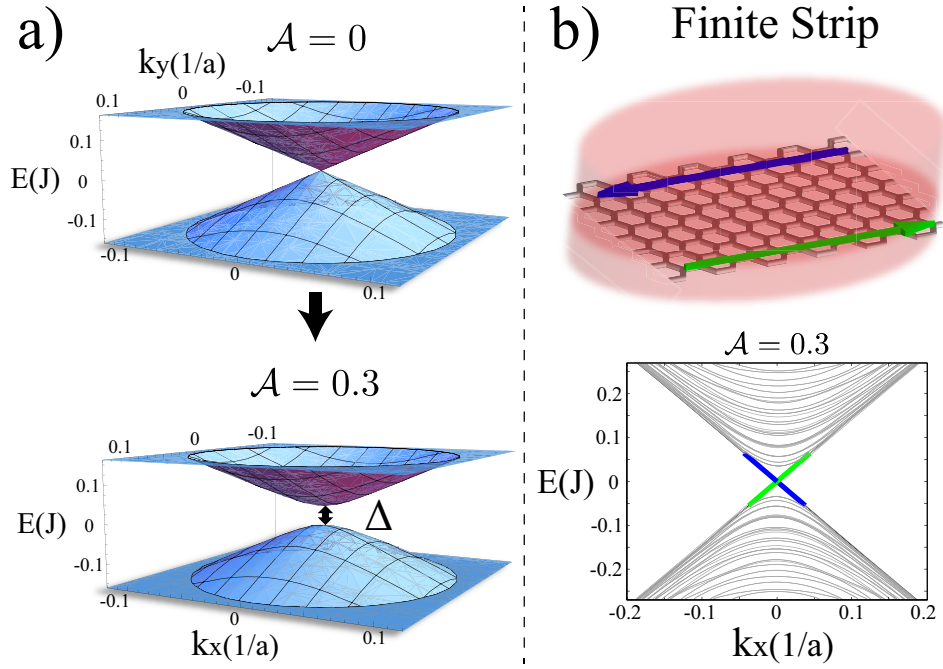 a)
𝒜 = 0
ky(1/a)
-0.1
0
0.1
0.1
E(J)
0
-0.1
-0.1
0
0.1
𝒜 = 0.3
-0.1
0
0.1
0.1
E(J)
0
Δ
-0.1
-0.1
0
0.1
kx(1/a)
b)
Finite Strip
𝒜 = 0.3
0.2
0.1
E(J)
0
-0.1
-0.2
-0.2
-0.1
0
0.1
0.2
kx(1/a)